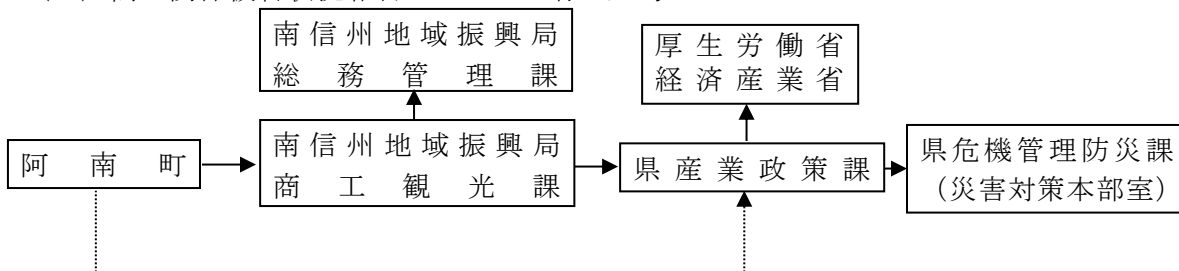 南信州地域振興局
総務管理課
厚生労働省
経済産業省
阿南町
南信州地域振興局
商工観光課
県産業政策課
県危機管理防災課
（災害対策本部室）